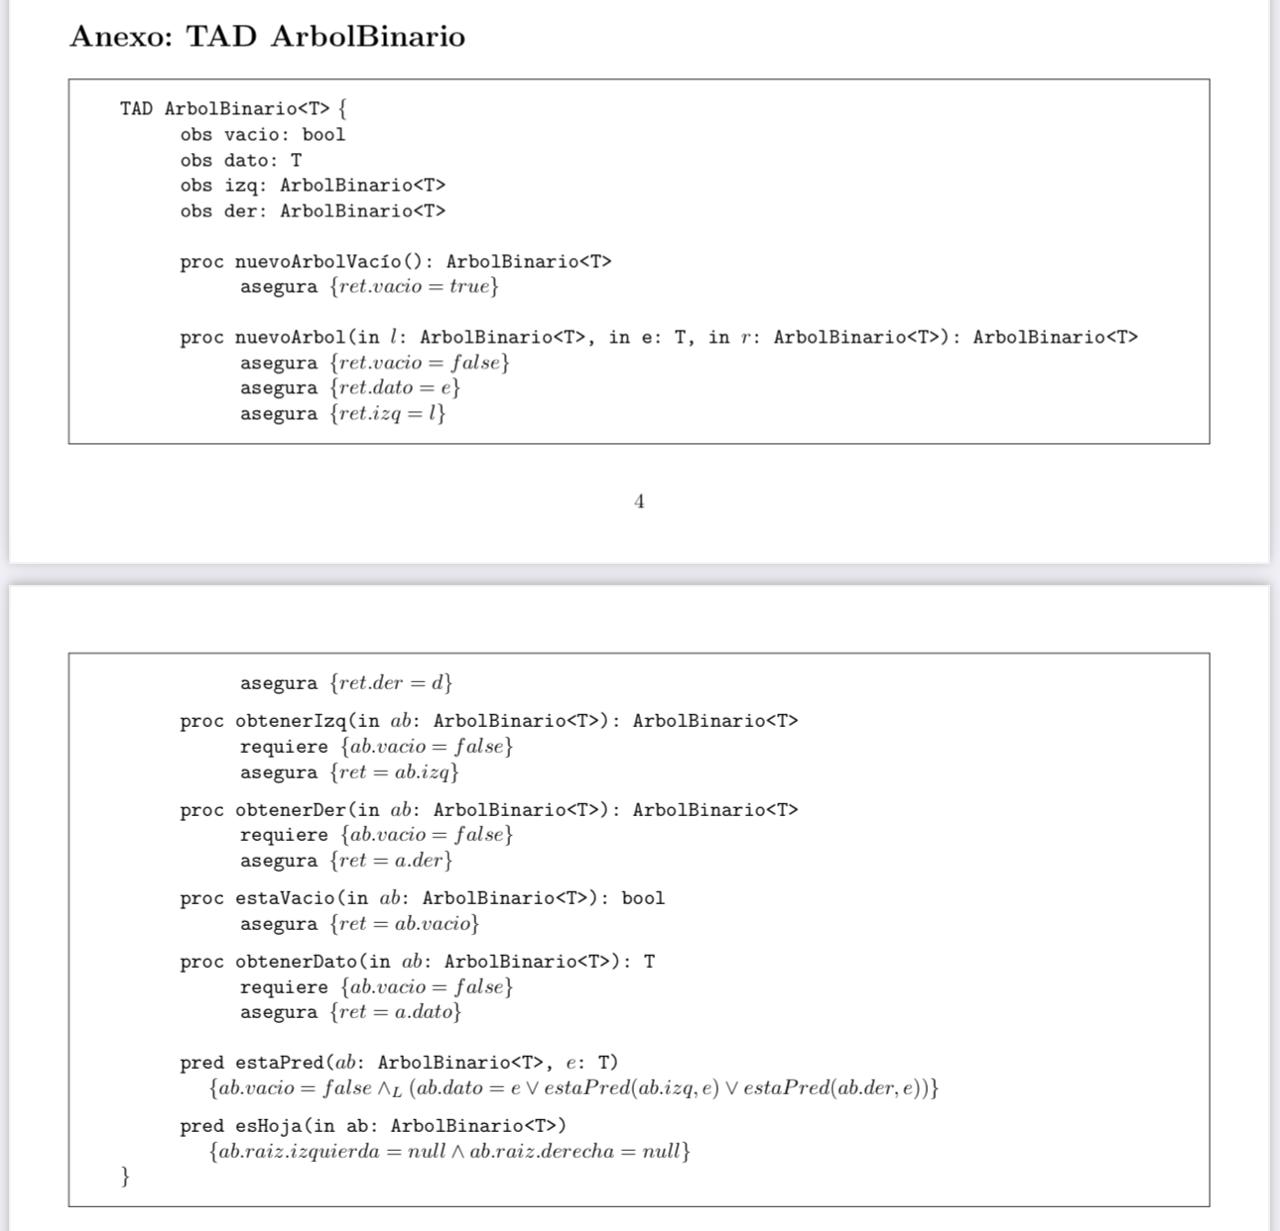 Anexo: TAD ArbolBinario
TAD ArbolBinario<T> {
obs vacio: bool
obs dato: T
obs izq: ArbolBinario<T>
obs der: ArbolBinario<T>
proc nuevoArbolVacío(): ArbolBinario<T>
asegura {ret.vacio = true}
proc nuevoArbol(in l: ArbolBinario<T>, in e: T, in r: ArbolBinario<T>): ArbolBinario<T>
asegura {ret.vacio = false}
asegura {ret.dato = e}
asegura {ret.izq = l}
4
asegura {ret.der = d}
proc obtenerIzq(in ab: ArbolBinario<T>): ArbolBinario<T>
requiere {ab.vacio = false}
asegura {ret = ab.izq}
proc obtenerDer(in ab: ArbolBinario<T>): ArbolBinario<T>
requiere {ab.vacio = false}
asegura {ret = a.der}
proc estaVacio(in ab: ArbolBinario<T>): bool
asegura {ret = ab.vacio}
proc obtenerDato(in ab: ArbolBinario<T>): T
requiere {ab.vacio = false}
asegura {ret = a.dato}
pred estaPred(ab: ArbolBinario<T>, e: T)
{ab.vacio = false ∧L (ab.dato = e ∨ estaPred(ab.izq, e) ∨ estaPred(ab.der, e))}
pred esHoja(in ab: ArbolBinario<T>)
{ab.raiz.izquierda = null ∧ ab.raiz.derecha = null}
}